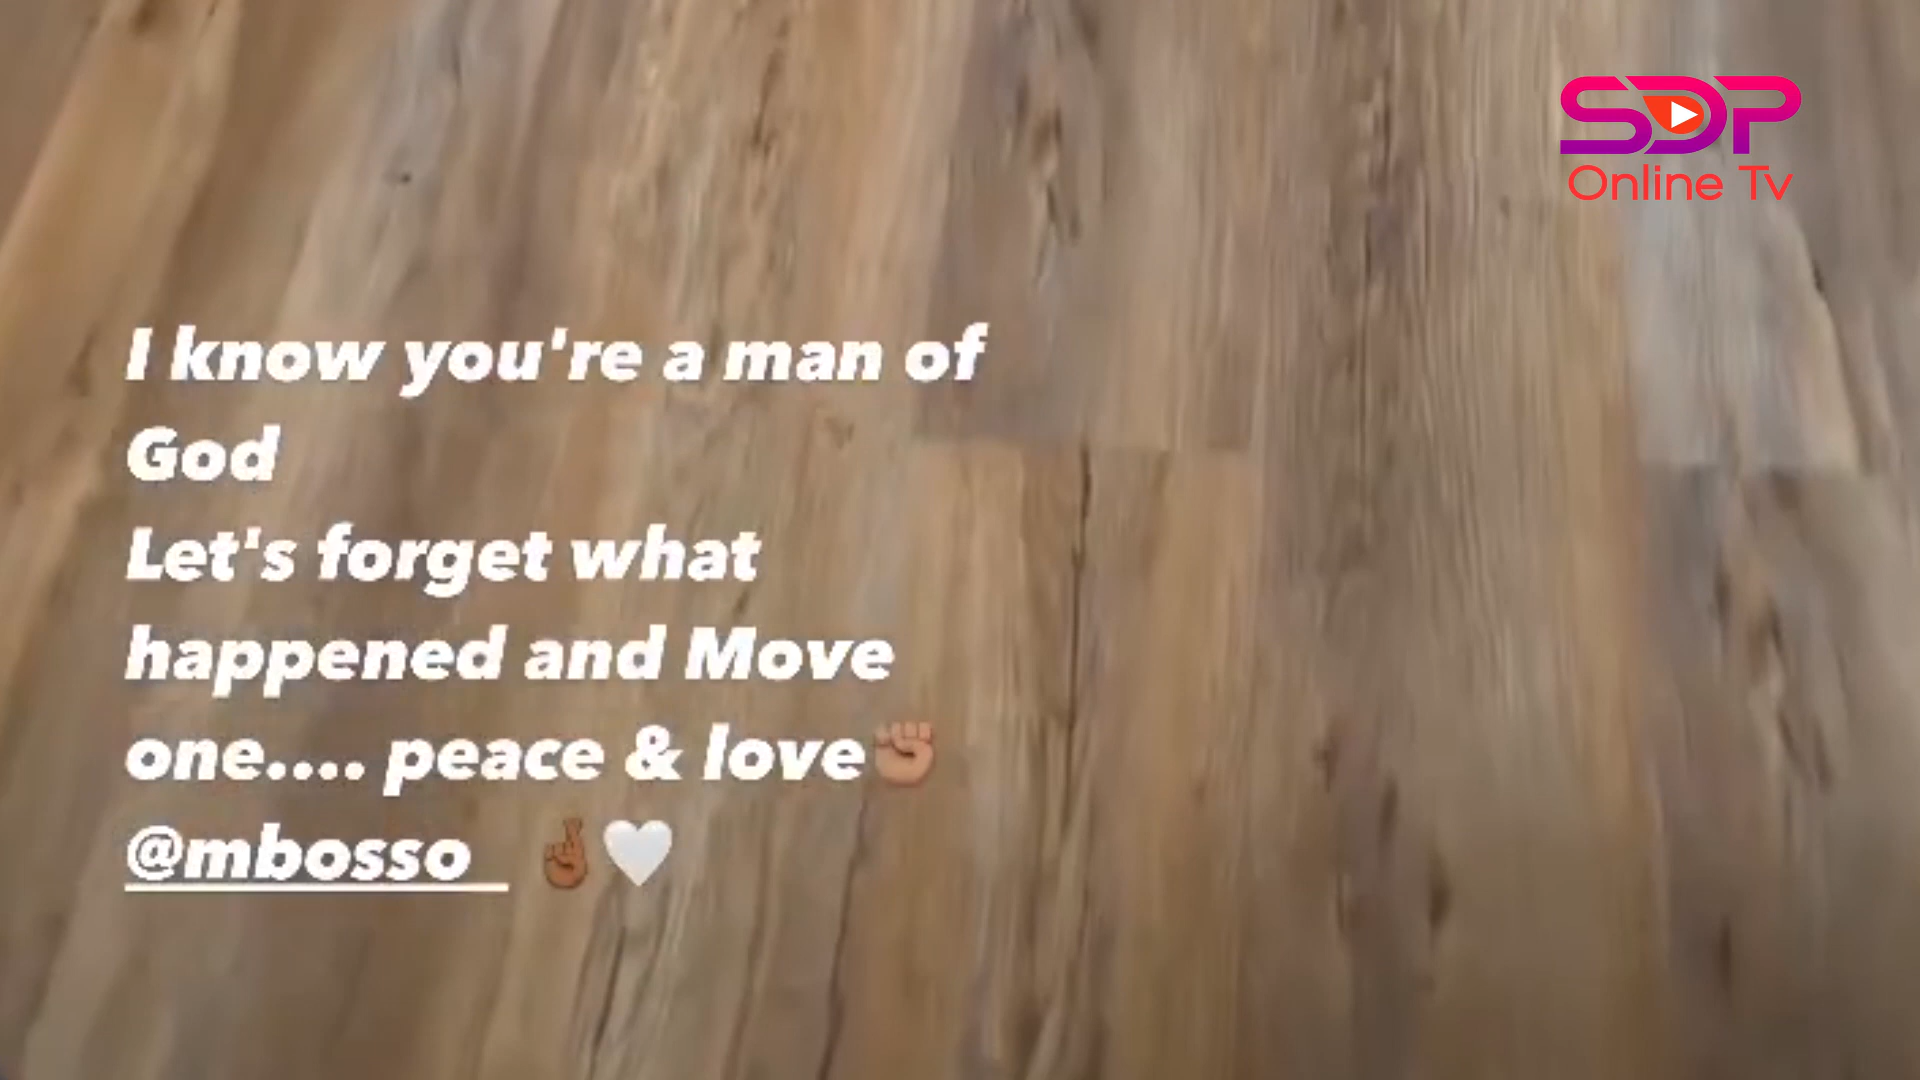 SDP
Online Tv
I know you're a man of
God
Let's forget what
happened and Move
one.... peace & love✊🏽
@mbosso_ 🤞🏾🤍